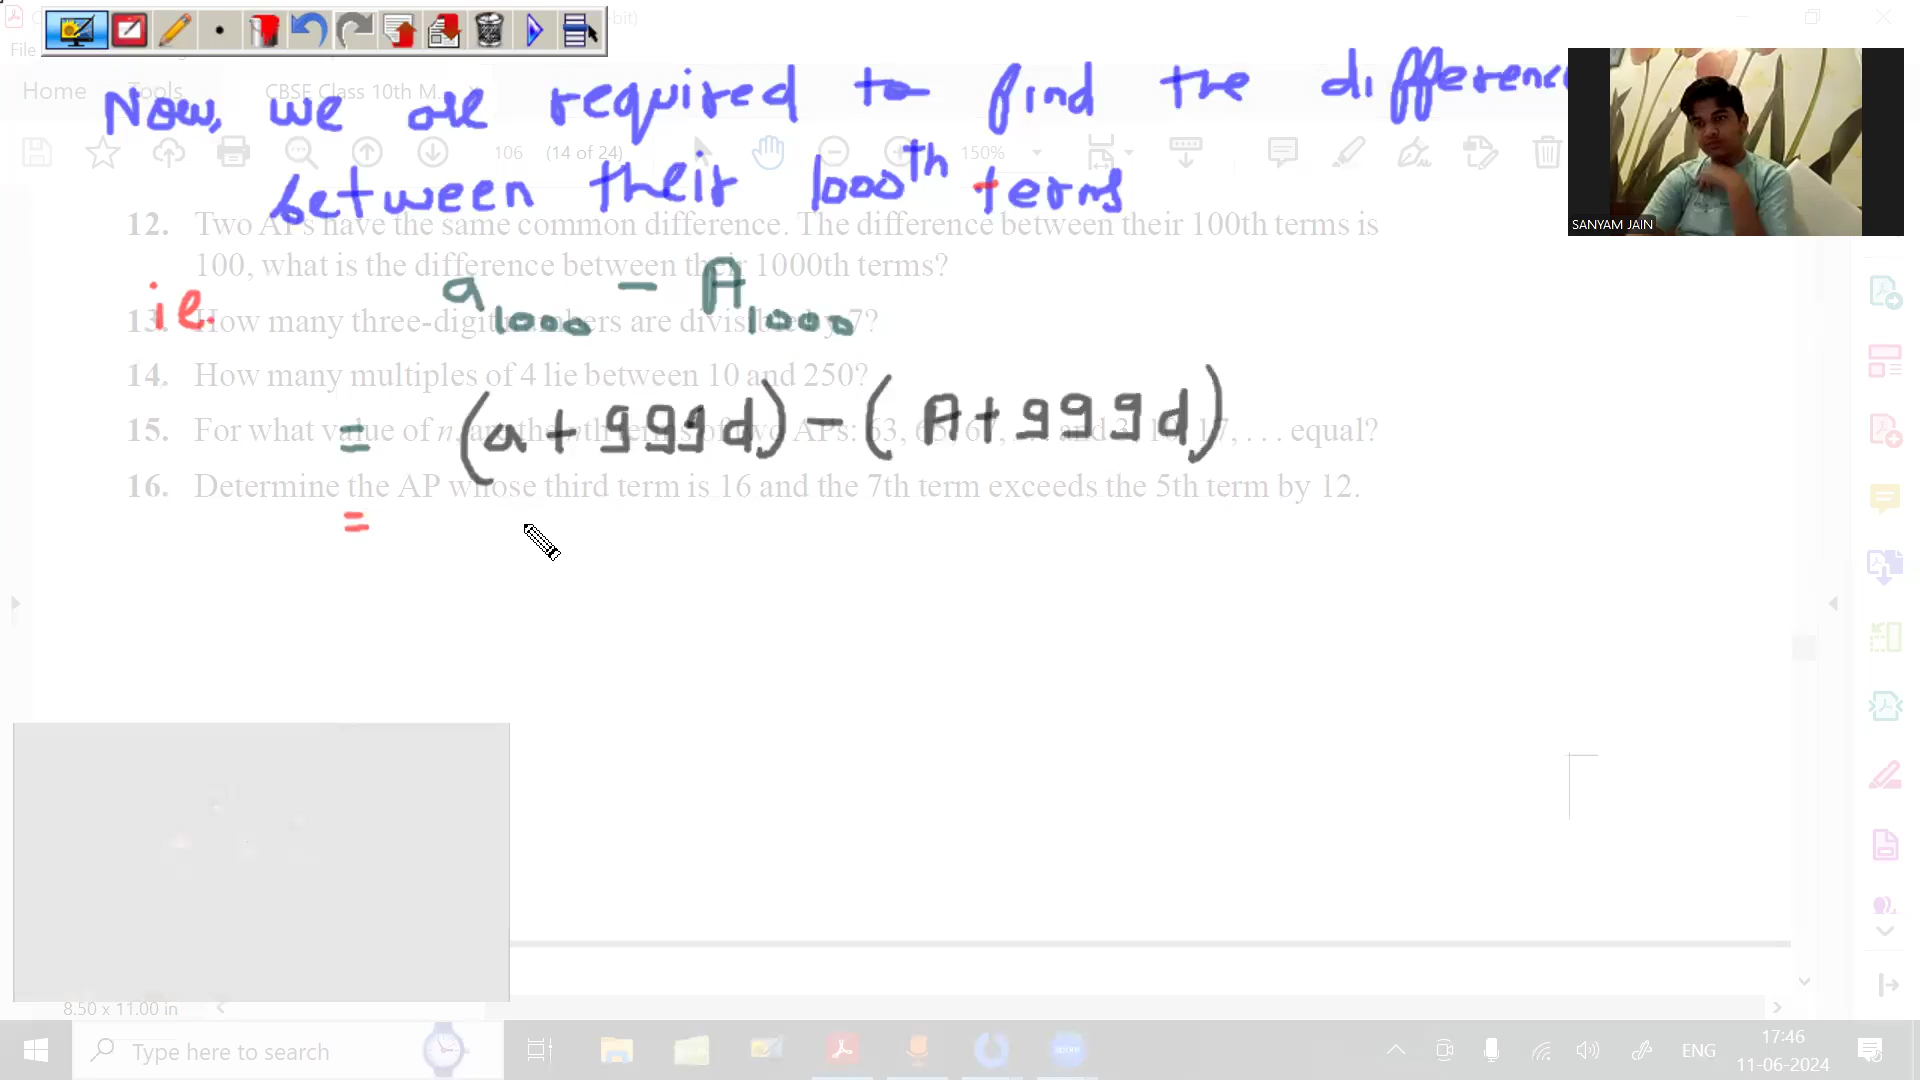 Home Tools CBSE Class 10th M...
File
Now, we are required to find the differenc
106 (14 of 24) 150%
between their 1000th terms
SANYAM JAIN
12. Two APs have the same common difference. The difference between their 100th terms is
100, what is the difference between their 1000th terms?
ie. a1000 - A1000
13. How many three-digit numbers are divisible by 7?
14. How many multiples of 4 lie between 10 and 250?
= (a+999d) - (A+999d)
15. For what value of n, are the nth terms of two APs: 63, 65, 67, . . . and 3, 10, 17, . . . equal?
16. Determine the AP whose third term is 16 and the 7th term exceeds the 5th term by 12.
=
8.50 x 11.00 in
Type here to search
zoom
ENG
17:46
11-06-2024